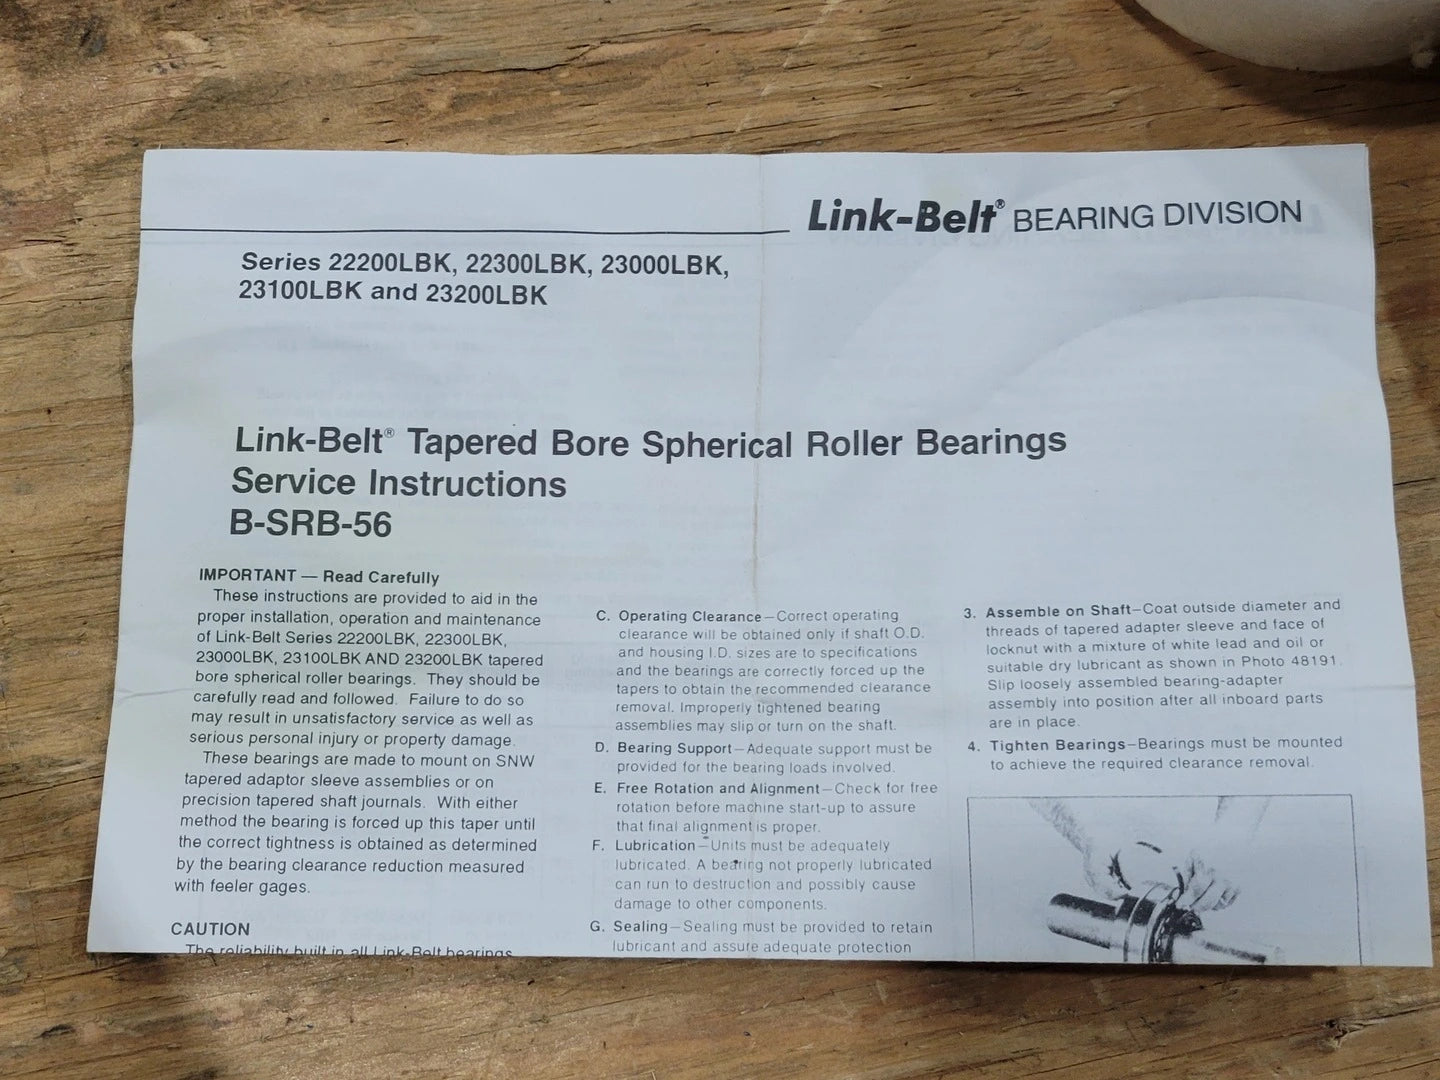 Link-Belt® BEARING DIVISION
Series 22200LBK, 22300LBK, 23000LBK,
23100LBK and 23200LBK
Link-Belt® Tapered Bore Spherical Roller Bearings
Service Instructions
B-SRB-56
IMPORTANT — Read Carefully
These instructions are provided to aid in the
proper installation, operation and maintenance
of Link-Belt Series 22200LBK, 22300LBK,
23000LBK, 23100LBK AND 23200LBK tapered
bore spherical roller bearings. They should be
carefully read and followed. Failure to do so
may result in unsatisfactory service as well as
serious personal injury or property damage.
These bearings are made to mount on SNW
tapered adaptor sleeve assemblies or on
precision tapered shaft journals. With either
method the bearing is forced up this taper until
the correct tightness is obtained as determined
by the bearing clearance reduction measured
with feeler gages.
CAUTION
The reliability built in all Link-Belt bearings
C. Operating Clearance—Correct operating
clearance will be obtained only if shaft O.D.
and housing I.D. sizes are to specifications
and the bearings are correctly forced up the
tapers to obtain the recommended clearance
removal. Improperly tightened bearing
assemblies may slip or turn on the shaft.
D. Bearing Support—Adequate support must be
provided for the bearing loads involved.
E. Free Rotation and Alignment—Check for free
rotation before machine start-up to assure
that final alignment is proper.
F. Lubrication—Units must be adequately
lubricated. A bearing not properly lubricated
can run to destruction and possibly cause
damage to other components.
G. Sealing—Sealing must be provided to retain
lubricant and assure adequate protection
3. Assemble on Shaft—Coat outside diameter and
threads of tapered adapter sleeve and face of
locknut with a mixture of white lead and oil or
suitable dry lubricant as shown in Photo 48191.
Slip loosely assembled bearing-adapter
assembly into position after all inboard parts
are in place.
4. Tighten Bearings—Bearings must be mounted
to achieve the required clearance removal.